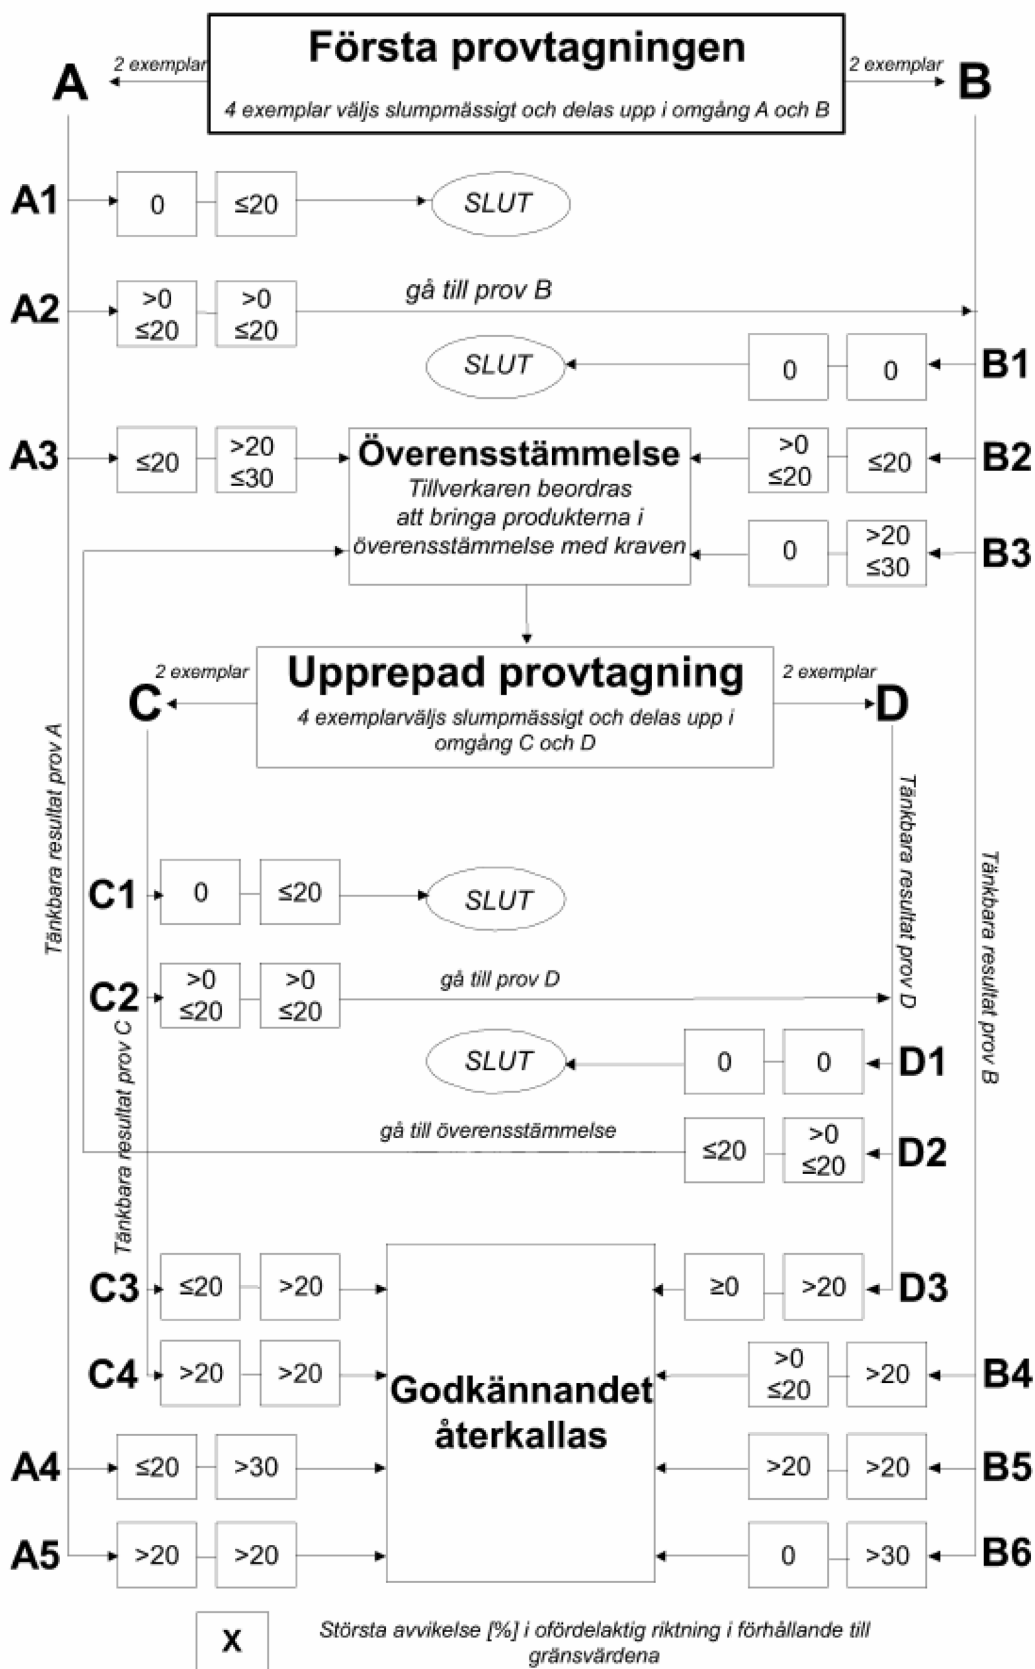 Första provtagningen
4 exemplar väljs slumpmässigt och delas upp i omgång A och B
A
2 exemplar
2 exemplar
B
A1
0
≤20
SLUT
A2
>0
≤20
>0
≤20
gå till prov B
SLUT
0
0
B1
A3
≤20
>20
≤30
Överensstämmelse
Tillverkaren beordras
att bringa produkterna i
överensstämmelse med kraven
>0
≤20
≤20
B2
0
>20
≤30
B3
Upprepad provtagning
4 exemplarväljs slumpmässigt och delas upp i
omgång C och D
C
2 exemplar
2 exemplar
D
Tänkbara resultat prov A
Tänkbara resultat prov D
Tänkbara resultat prov B
C1
0
≤20
SLUT
C2
>0
≤20
>0
≤20
gå till prov D
Tänkbara resultat prov C
SLUT
0
0
D1
gå till överensstämmelse
≤20
>0
≤20
D2
C3
≤20
>20
≥0
>20
D3
C4
>20
>20
Godkännandet
återkallas
>0
≤20
>20
B4
A4
≤20
>30
>20
>20
B5
A5
>20
>20
0
>30
B6
X
Största avvikelse [%] i ofördelaktig riktning i förhållande till
gränsvärdena